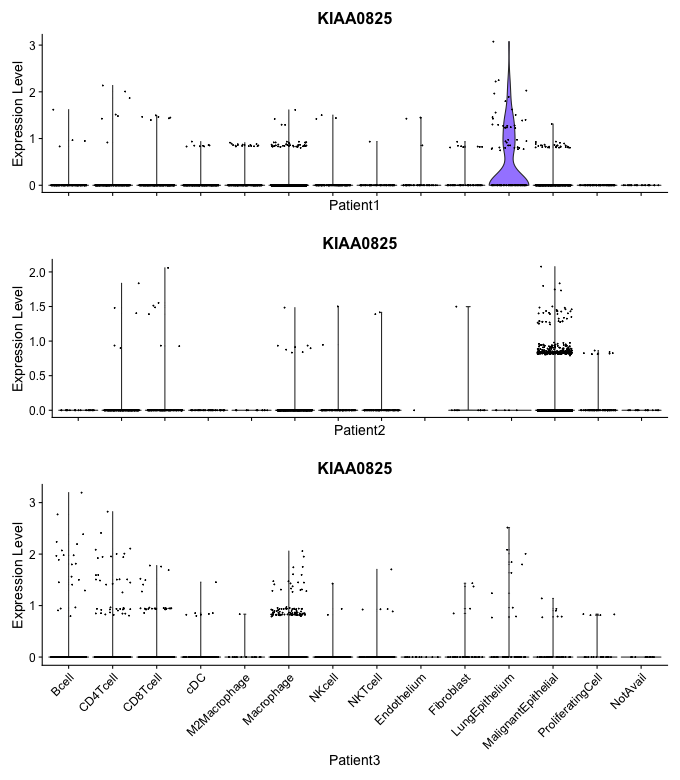 KIAA0825
3
2
1
0
Expression Level
Patient1
KIAA0825
2.0
1.5
1.0
0.5
0.0
Expression Level
Patient2
KIAA0825
3
2
1
0
Expression Level
Bcell
CD4Tcell
CD8Tcell
cDC
M2Macrophage
Macrophage
NKcell
NKTcell
Endothelium
Fibroblast
LungEpithelium
MalignantEpithelial
ProliferatingCell
NotAvail
Patient3